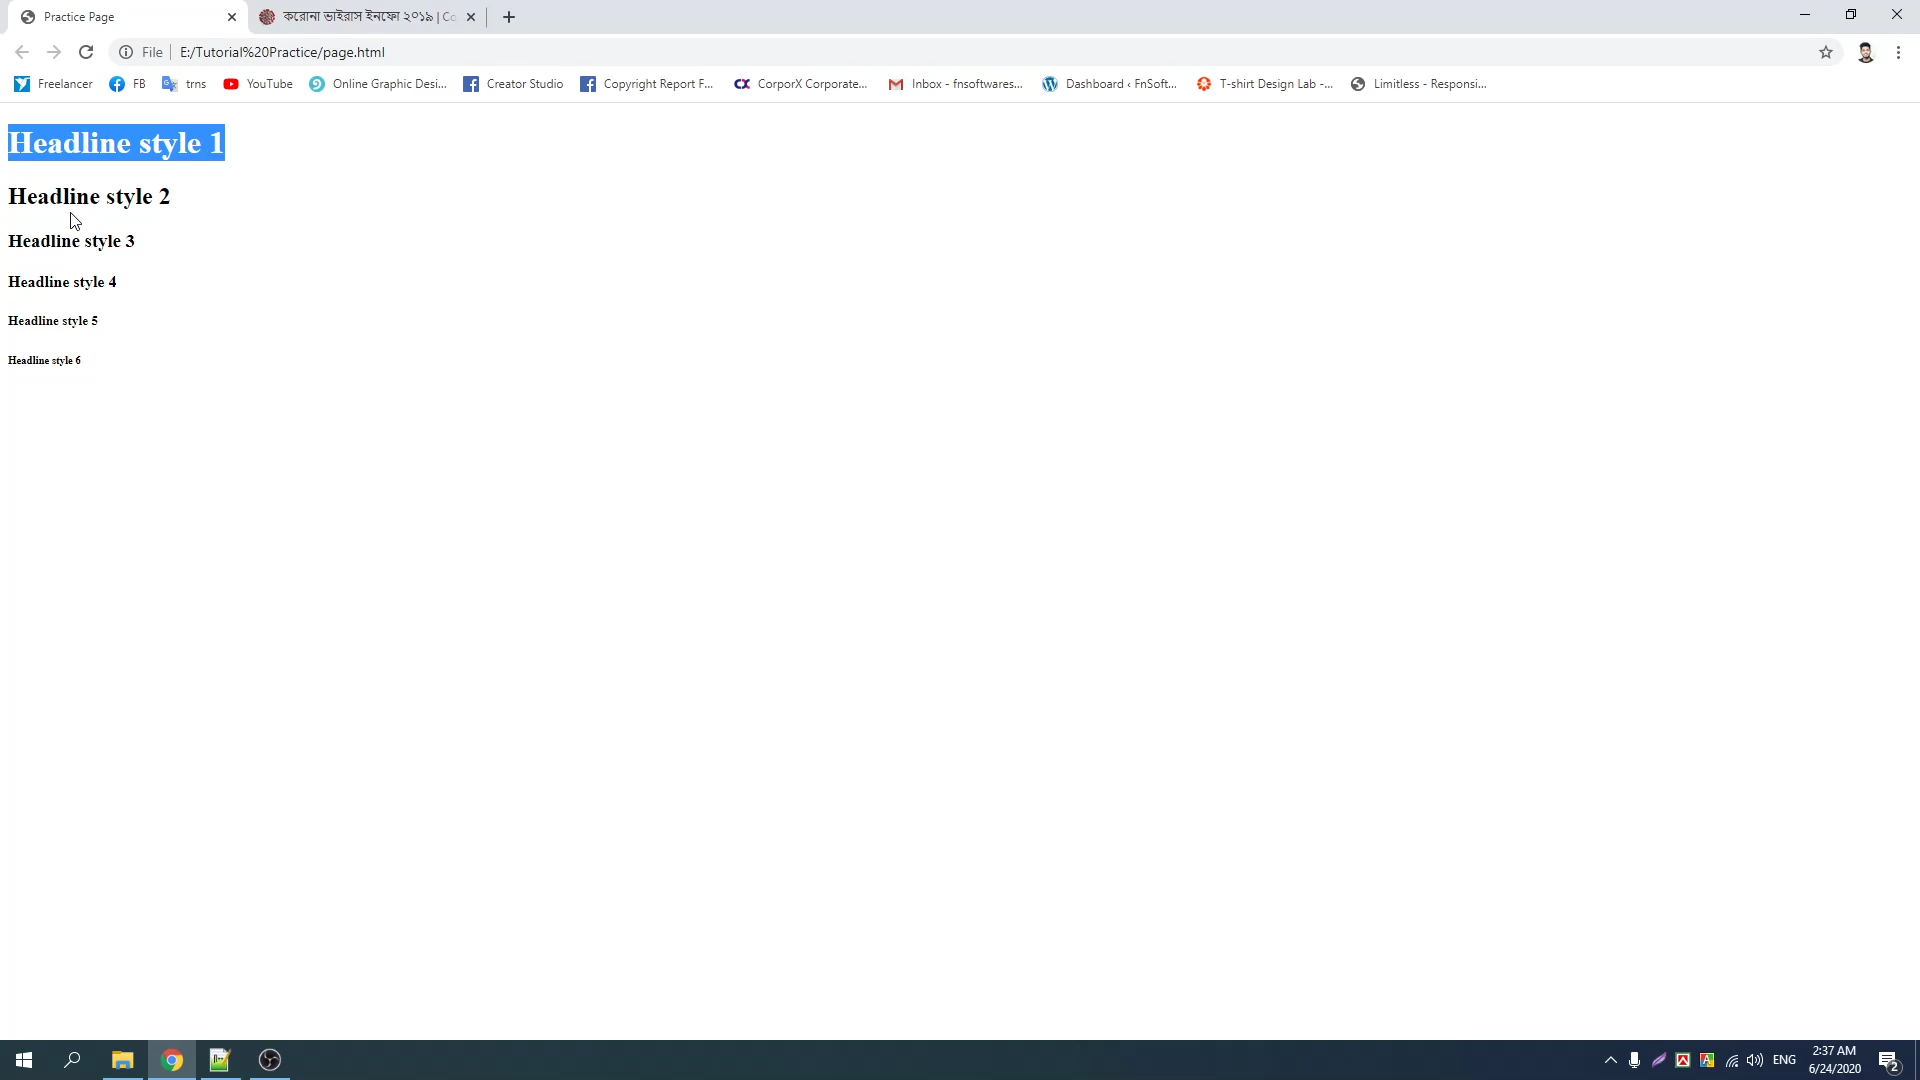 Practice Page
করোনা ভাইরাস ইনফো ২০১৯ | Co
File
E:/Tutorial%20Practice/page.html
Freelancer
FB
trns
YouTube
Online Graphic Desi...
Creator Studio
Copyright Report F...
CX
CorporX Corporate...
Inbox - fnsoftwares...
Dashboard ‹ FnSoft...
T-shirt Design Lab -...
Limitless - Responsi...
Headline style 1
Headline style 2
Headline style 3
Headline style 4
Headline style 5
Headline style 6
ENG
2:37 AM
6/24/2020
2